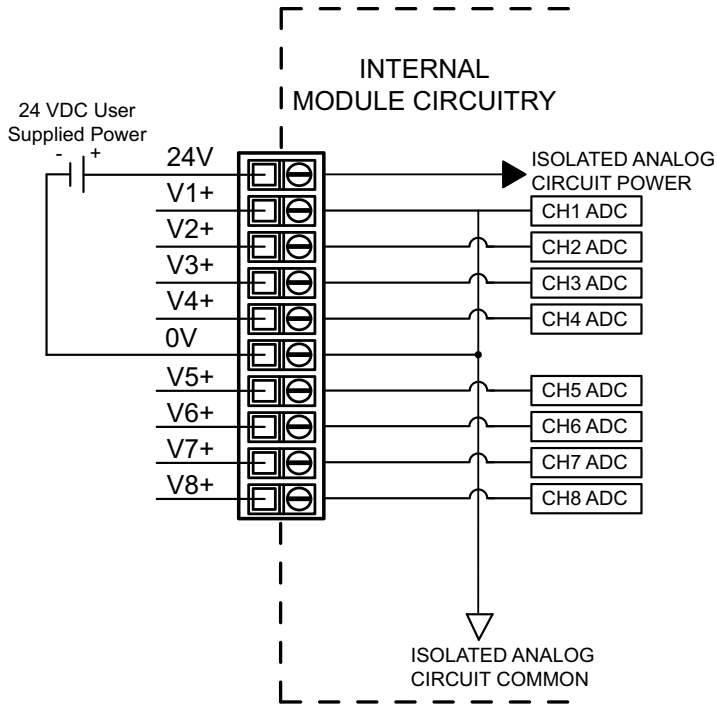 INTERNAL
MODULE CIRCUITRY
24 VDC User
Supplied Power
- +
24V
V1+
V2+
V3+
V4+
0V
V5+
V6+
V7+
V8+
ISOLATED ANALOG
CIRCUIT POWER
CH1 ADC
CH2 ADC
CH3 ADC
CH4 ADC
CH5 ADC
CH6 ADC
CH7 ADC
CH8 ADC
ISOLATED ANALOG
CIRCUIT COMMON